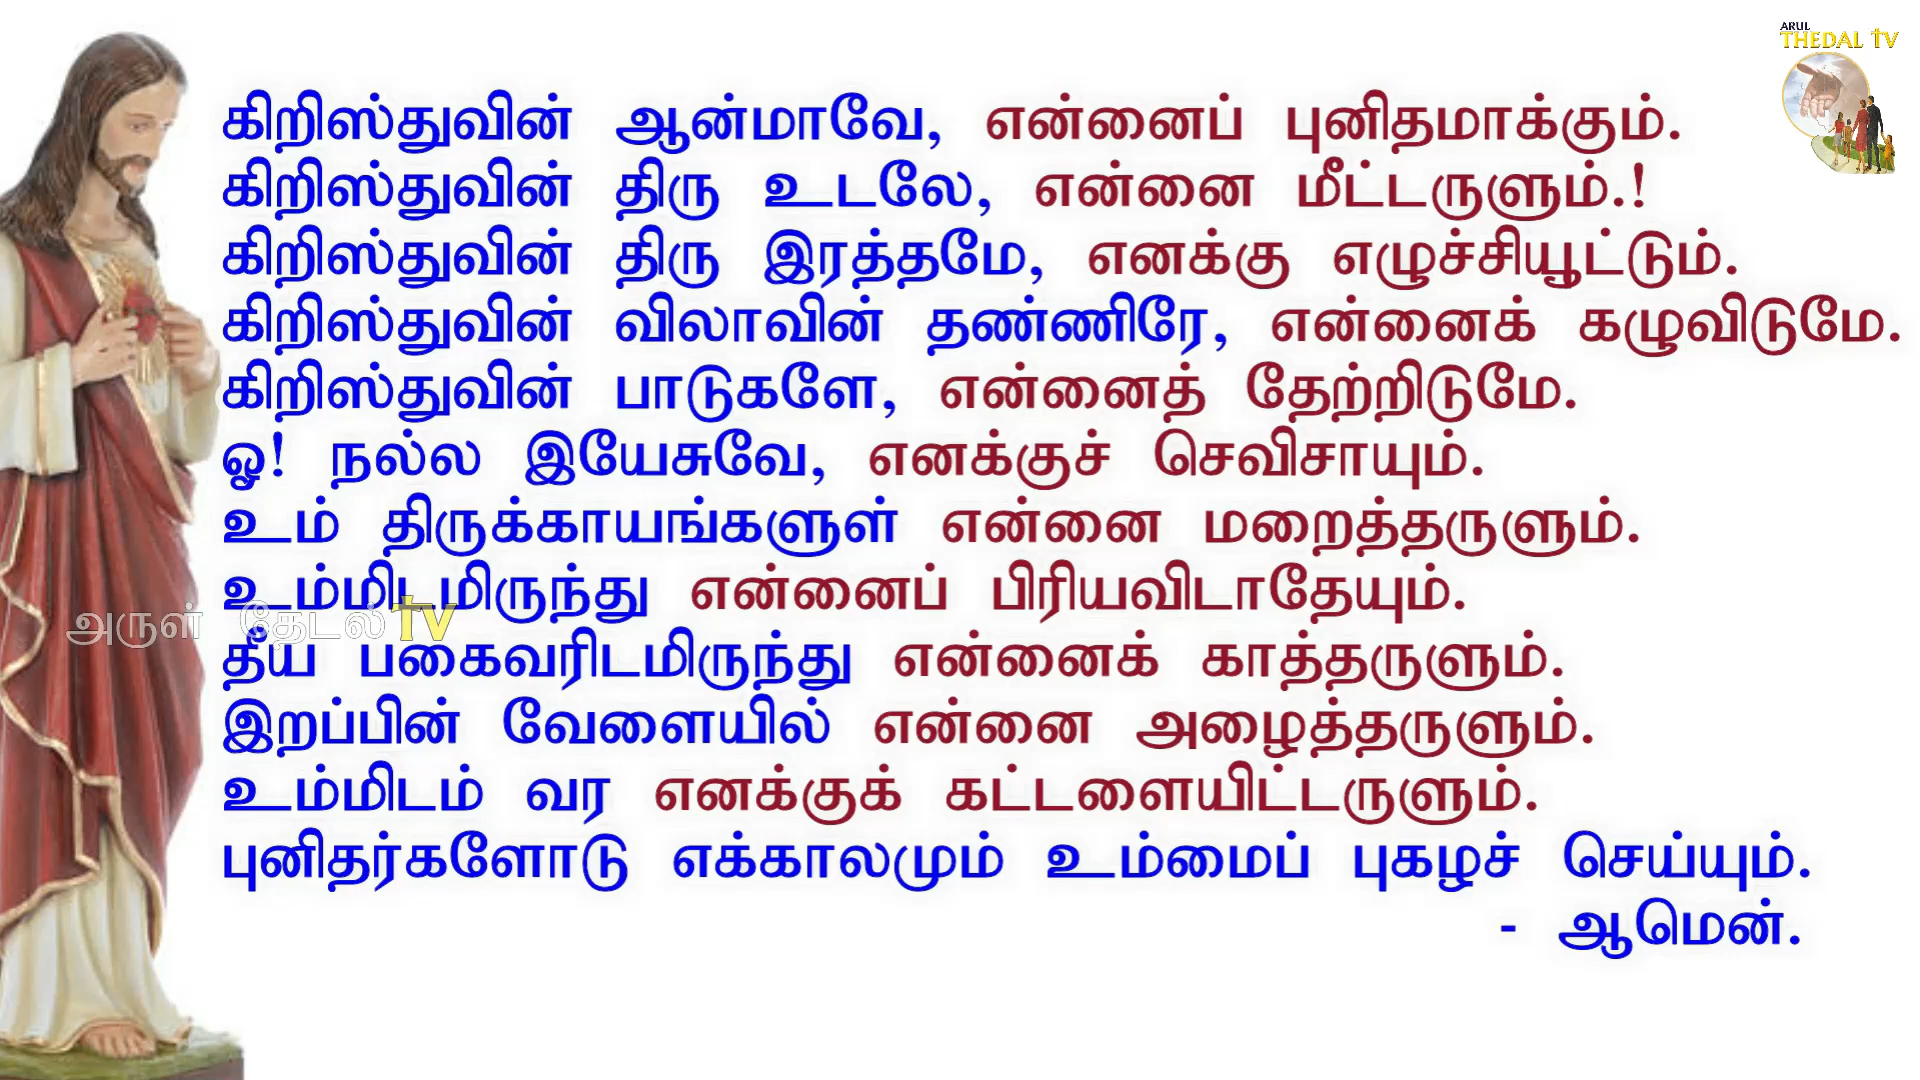 ARUL
THEDAL TV
கிறிஸ்துவின் ஆன்மாவே, என்னைப் புனிதமாக்கும்.
கிறிஸ்துவின் திரு உடலே, என்னை மீட்டருளும்.!
கிறிஸ்துவின் திரு இரத்தமே, எனக்கு எழுச்சியூட்டும்.
கிறிஸ்துவின் விலாவின் தண்ணிரே, என்னைக் கழுவிடுமே.
கிறிஸ்துவின் பாடுகளே, என்னைத் தேற்றிடுமே.
ஓ! நல்ல இயேசுவே, எனக்குச் செவிசாயும்.
உம் திருக்காயங்களுள் என்னை மறைத்தருளும்.
உம்மிடமிருந்து என்னைப் பிரியவிடாதேயும்.
அருள் தேடல் TV
தீய பகைவரிடமிருந்து என்னைக் காத்தருளும்.
இறப்பின் வேளையில் என்னை அழைத்தருளும்.
உம்மிடம் வர எனக்குக் கட்டளையிட்டருளும்.
புனிதர்களோடு எக்காலமும் உம்மைப் புகழச் செய்யும்.
- ஆமென்.